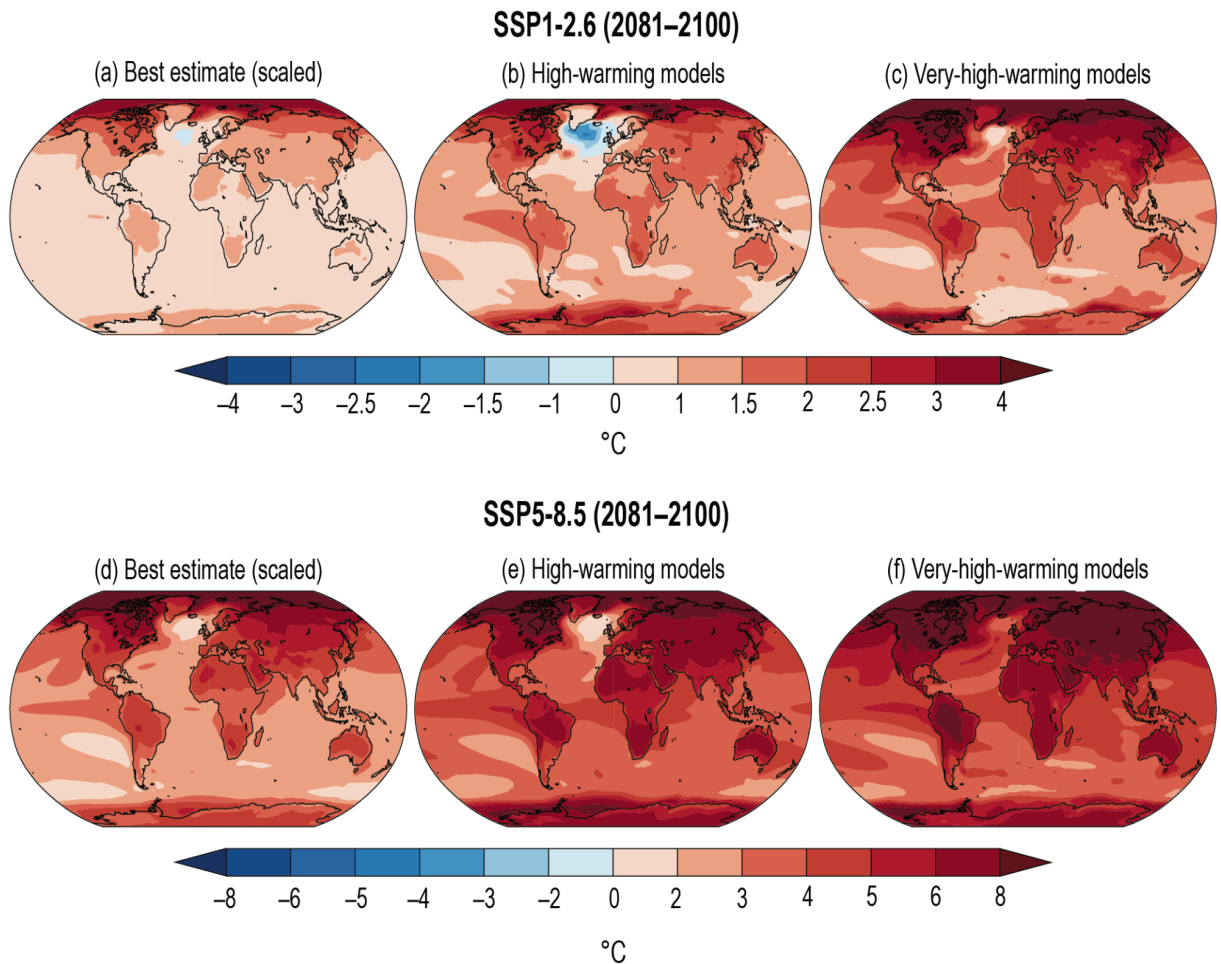 SSP1-2.6 (2081–2100)
(a) Best estimate (scaled) (b) High-warming models (c) Very-high-warming models
–4 –3 –2.5 –2 –1.5 –1 0 1 1.5 2 2.5 3 4
°C
SSP5-8.5 (2081–2100)
(d) Best estimate (scaled) (e) High-warming models (f) Very-high-warming models
–8 –6 –5 –4 –3 –2 0 2 3 4 5 6 8
°C